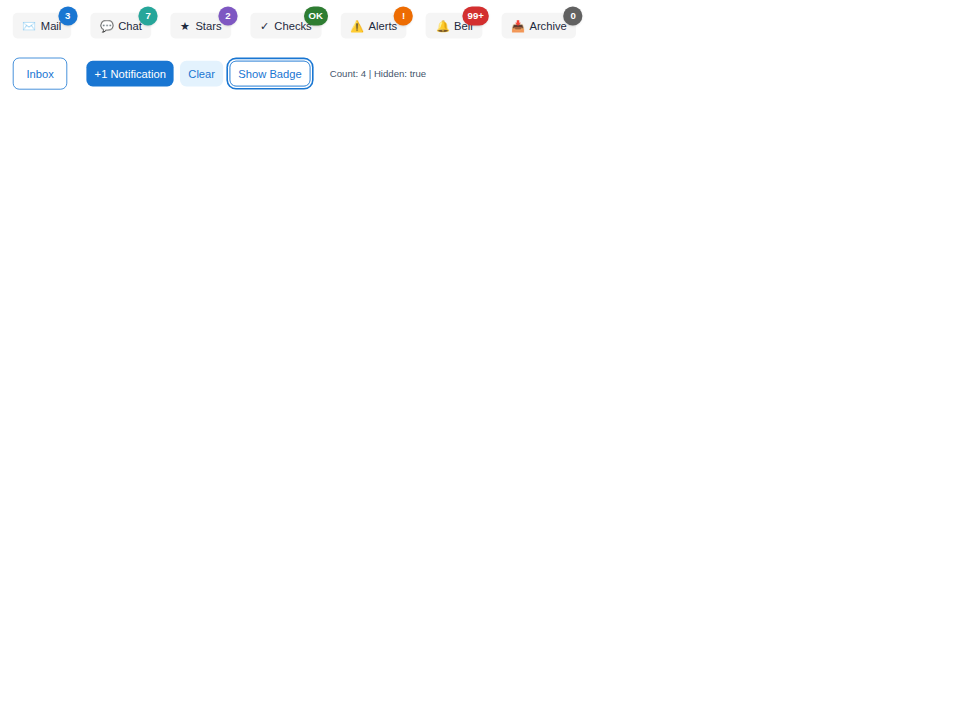 ✉️ Mail 3 💬 Chat 7 ★ Stars 2 ✓ Checks OK ⚠️ Alerts ! 🔔 Bell 99+ 📥 Archive 0
Inbox +1 Notification Clear Show Badge Count: 4 | Hidden: true